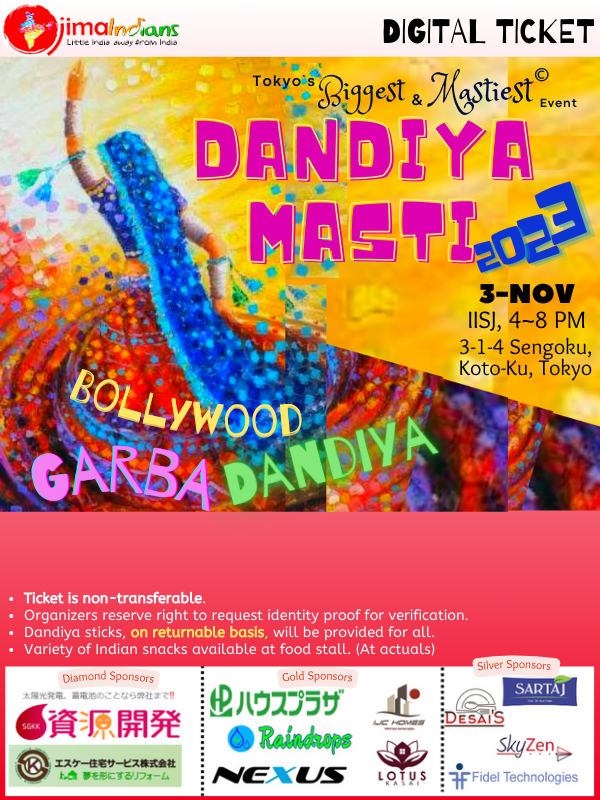 jimaIndians
Little India away from India
DIGITAL TICKET
Tokyo's Biggest & Mastiest© Event
DANDIYA
MASTI 2023
3-NOV
IISJ, 4~8 PM
3-1-4 Sengoku,
Koto-Ku, Tokyo
BOLLYWOOD
GARBA DANDIYA
• Ticket is non-transferable.
• Organizers reserve right to request identity proof for verification.
• Dandiya sticks, on returnable basis, will be provided for all.
• Variety of Indian snacks available at food stall. (At actuals)
Diamond Sponsors
太陽光発電、蓄電池のことなら弊社まで!!
SGKK 資源開発
エスケー住宅サービス株式会社
夢を形にするリフォーム
Gold Sponsors
HP ハウスプラザ
Raindrops
NEXUS
IJC HOMES
LOTUS
KASAI
Silver Sponsors
SARTAJ
DESAI'S
SkyZen
Fidel Technologies